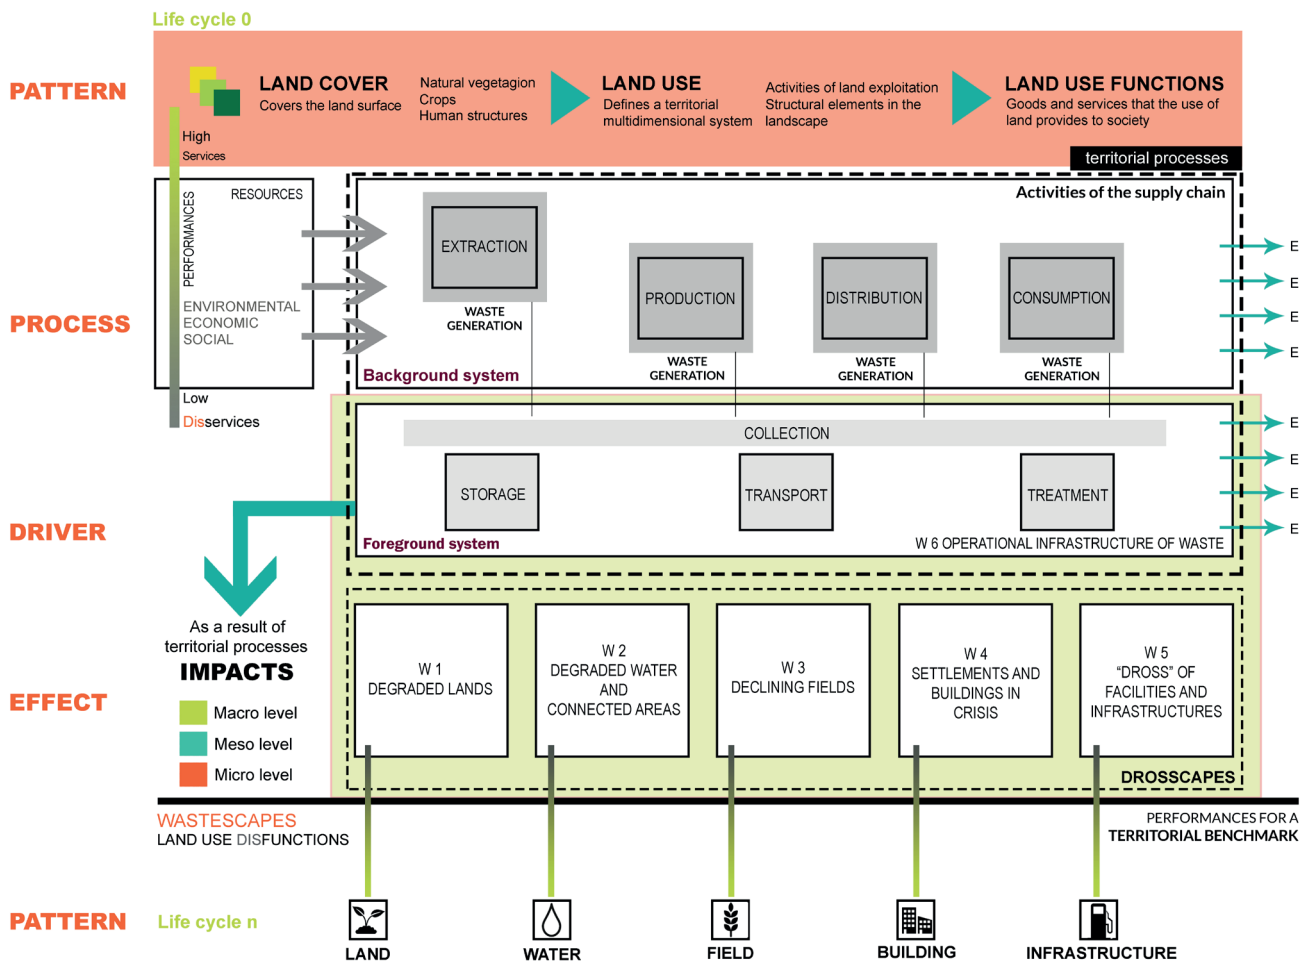 Life cycle 0
PATTERN
LAND COVER
Covers the land surface
Natural vegetagion
Crops
Human structures
LAND USE
Defines a territorial
multidimensional system
Activities of land exploitation
Structural elements in the
landscape
LAND USE FUNCTIONS
Goods and services that the use of
land provides to society
High
Services
territorial processes
PROCESS
RESOURCES
PERFORMANCES
ENVIRONMENTAL
ECONOMIC
SOCIAL
Low
Disservices
Activities of the supply chain
EXTRACTION
WASTE
GENERATION
PRODUCTION
WASTE
GENERATION
DISTRIBUTION
WASTE
GENERATION
CONSUMPTION
WASTE
GENERATION
Background system
E
E
E
E
DRIVER
COLLECTION
STORAGE
TRANSPORT
TREATMENT
Foreground system
W 6 OPERATIONAL INFRASTRUCTURE OF WASTE
E
E
E
E
EFFECT
As a result of
territorial processes
IMPACTS
Macro level
Meso level
Micro level
W 1
DEGRADED LANDS
W 2
DEGRADED WATER
AND
CONNECTED AREAS
W 3
DECLINING FIELDS
W 4
SETTLEMENTS AND
BUILDINGS IN
CRISIS
W 5
“DROSS” OF
FACILITIES AND
INFRASTRUCTURES
DROSSCAPES
WASTESCAPES
LAND USE DISFUNCTIONS
PERFORMANCES FOR A
TERRITORIAL BENCHMARK
PATTERN
Life cycle n
LAND
WATER
FIELD
BUILDING
INFRASTRUCTURE